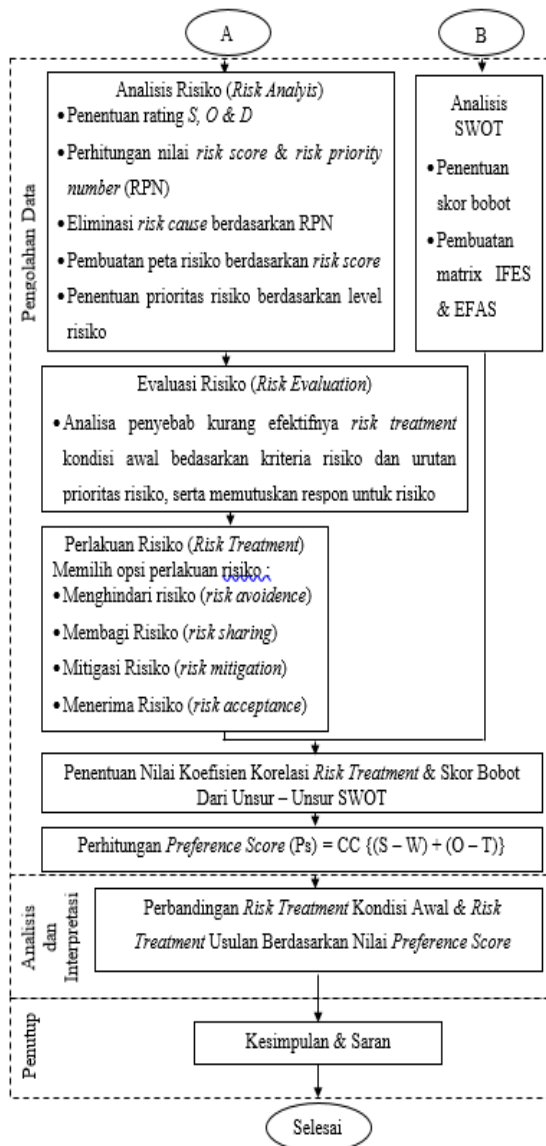 A
B
Pengolahan Data
Analisis Risiko (Risk Analyis)
• Penentuan rating S, O & D
• Perhitungan nilai risk score & risk priority
number (RPN)
• Eliminasi risk cause berdasarkan RPN
• Pembuatan peta risiko berdasarkan risk score
• Penentuan prioritas risiko berdasarkan level
risiko
Analisis
SWOT
• Penentuan
skor bobot
• Pembuatan
matrix IFES
& EFAS
Evaluasi Risiko (Risk Evaluation)
• Analisa penyebab kurang efektifnya risk treatment
kondisi awal bedasarkan kriteria risiko dan urutan
prioritas risiko, serta memutuskan respon untuk risiko
Perlakuan Risiko (Risk Treatment)
Memilih opsi perlakuan risiko :
• Menghindari risiko (risk avoidence)
• Membagi Risiko (risk sharing)
• Mitigasi Risiko (risk mitigation)
• Menerima Risiko (risk acceptance)
Penentuan Nilai Koefisien Korelasi Risk Treatment & Skor Bobot
Dari Unsur – Unsur SWOT
Perhitungan Preference Score (Ps) = CC {(S – W) + (O – T)}
Analisis
dan
Interpretasi
Perbandingan Risk Treatment Kondisi Awal & Risk
Treatment Usulan Berdasarkan Nilai Preference Score
Penutup
Kesimpulan & Saran
Selesai